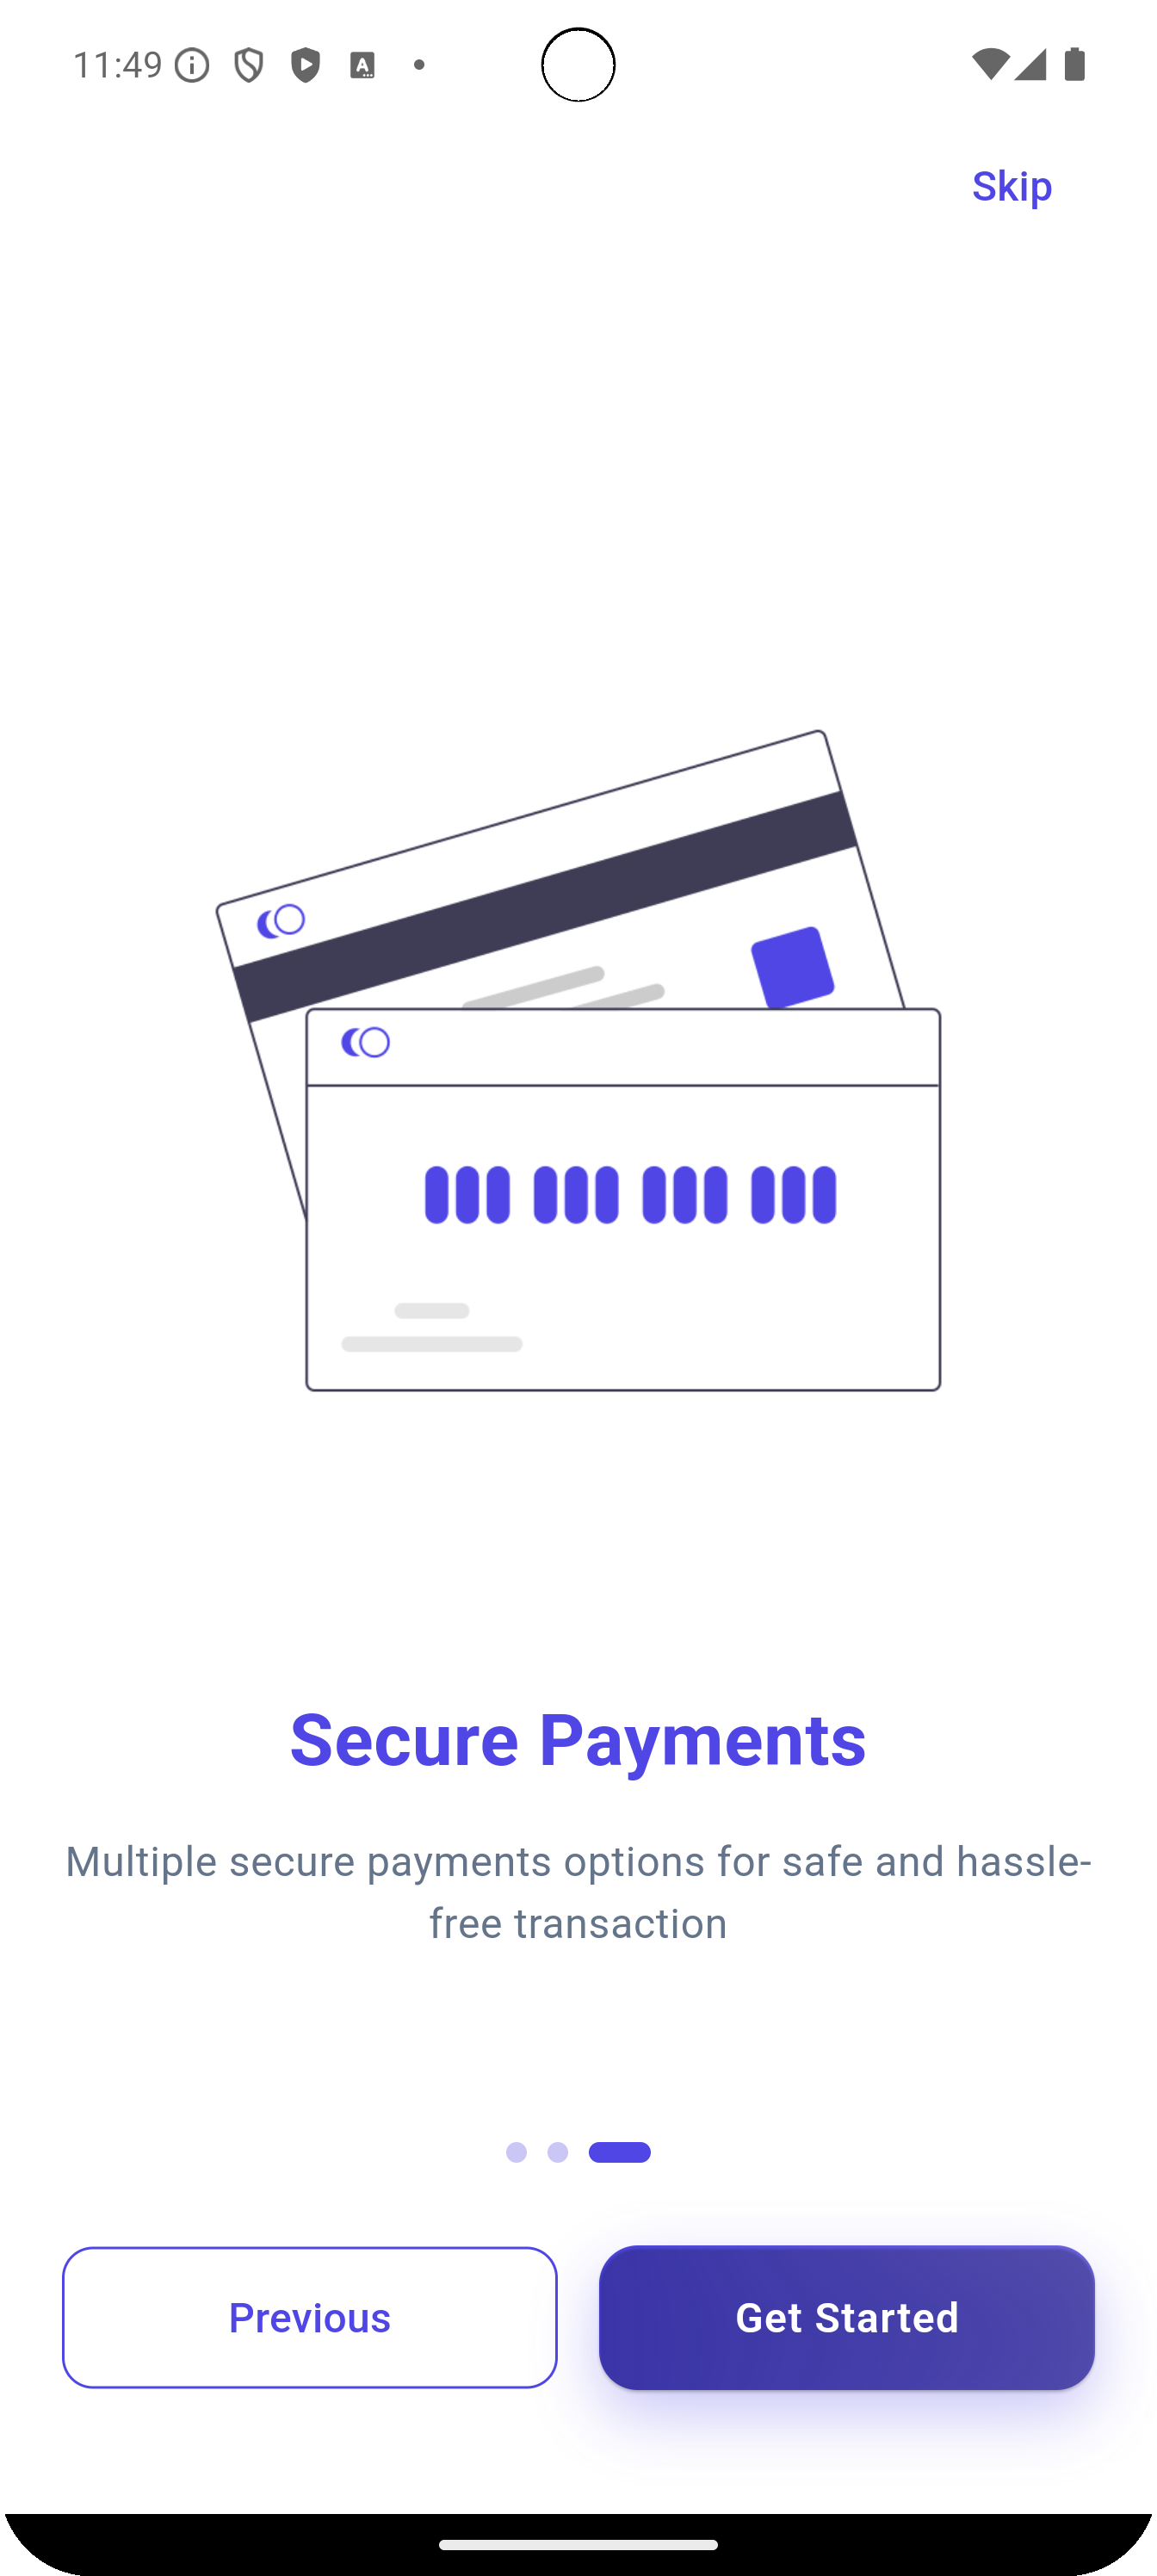 11:49
Skip
Secure Payments
Multiple secure payments options for safe and hassle-
free transaction
Previous
Get Started